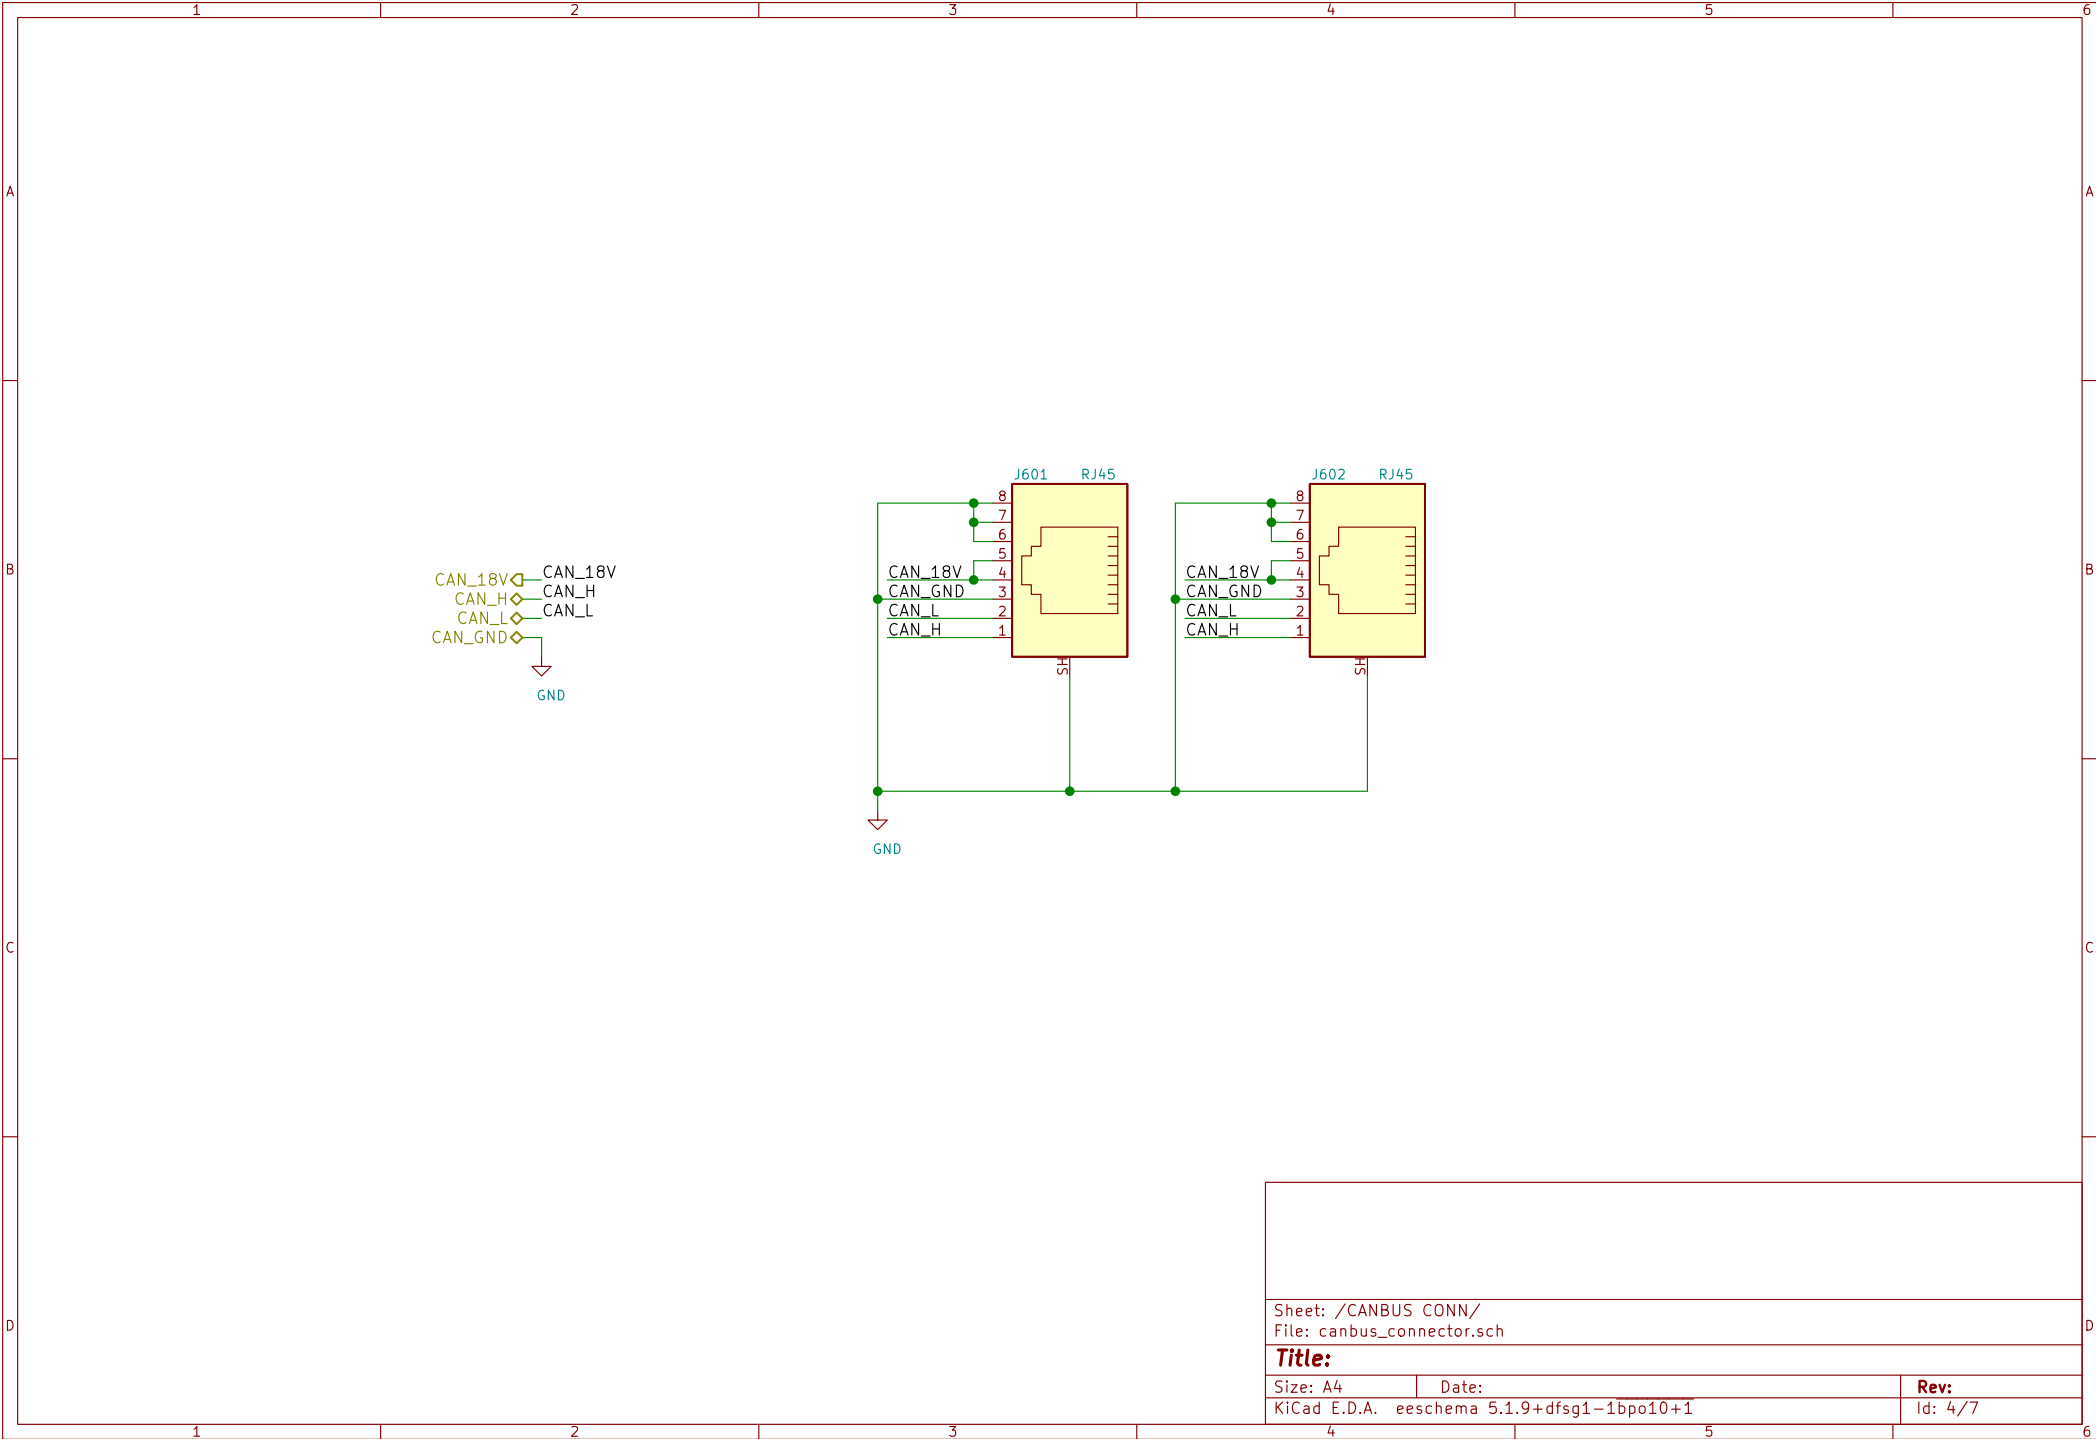 1 2 3 4 5 6
A A
J601 RJ45 J602 RJ45
8 8
7 7
6 6
5 5
B B
CAN_18V CAN_18V CAN_18V 4 CAN_18V 4
CAN_H CAN_H CAN_GND 3 CAN_GND 3
CAN_L CAN_L CAN_L 2 CAN_L 2
CAN_GND CAN_H 1 CAN_H 1
SH SH
GND
GND
C C
Sheet: /CANBUS CONN/
D D
File: canbus_connector.sch
Title:
Size: A4 Date: Rev:
KiCad E.D.A. eeschema 5.1.9+dfsg1-1bpo10+1 Id: 4/7
1 2 3 4 5 6